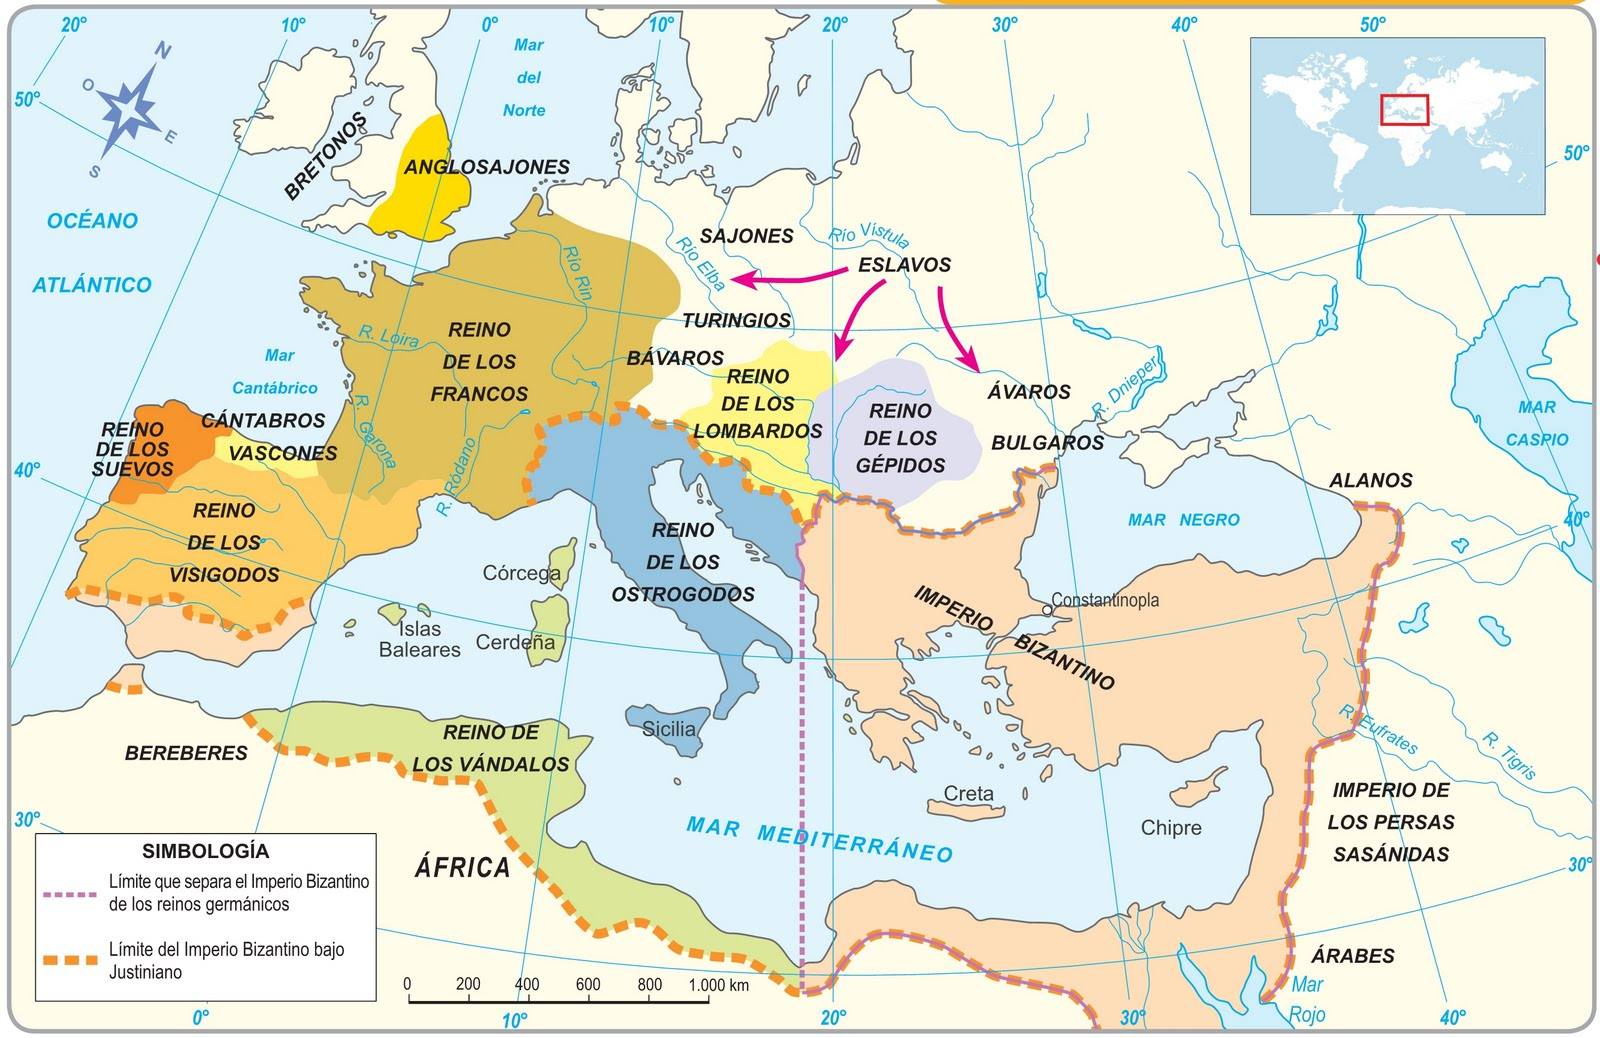 20°
10°
0°
10°
20°
30°
40°
50°
Mar
del
Norte
N
O
E
S
50°
50°
BRETONOS
ANGLOSAJONES
OCÉANO
ATLÁNTICO
SAJONES
Río Vístula
Río Elba
ESLAVOS
Río Rin
TURINGIOS
R. Loira
REINO
DE LOS
FRANCOS
BÁVAROS
Mar
Cantábrico
REINO
DE LOS
LOMBARDOS
REINO
DE LOS
GÉPIDOS
ÁVAROS
R. Dnieper
BULGAROS
MAR
CASPIO
CÁNTABROS
VASCONES
R. Garona
R. Ródano
REINO
DE LOS
SUEVOS
40°
ALANOS
40°
MAR NEGRO
REINO
DE LOS
VISIGODOS
REINO
DE LOS
OSTROGODOS
Córcega
Cerdeña
Islas
Baleares
IMPERIO
BIZANTINO
Constantinopla
Sicilia
REINO DE
LOS VÁNDALOS
BEREBERES
R. Eufrates
R. Tigris
Creta
Chipre
IMPERIO DE
LOS PERSAS
SASÁNIDAS
MAR MEDITERRÁNEO
30°
30°
ÁFRICA
ÁRABES
Mar
Rojo
SIMBOLOGÍA
Límite que separa el Imperio Bizantino
de los reinos germánicos
Límite del Imperio Bizantino bajo
Justiniano
0 200 400 600 800 1.000 km
0°
10°
20°
30°
40°